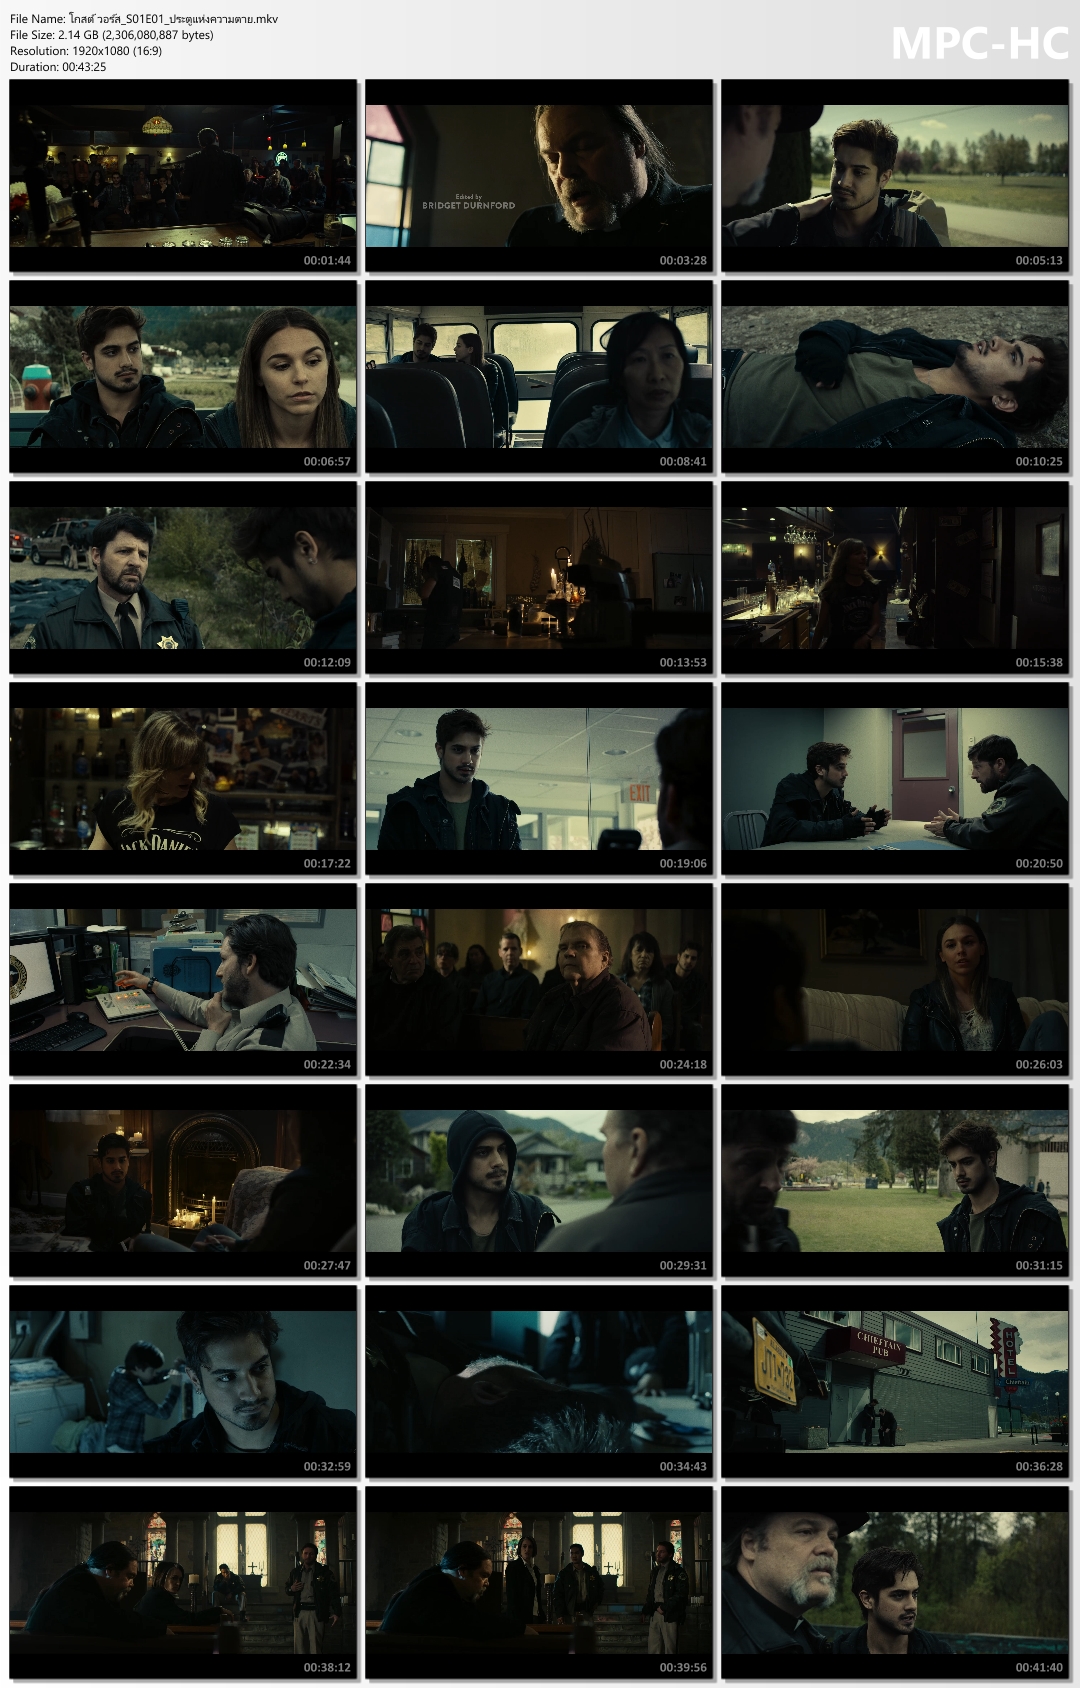 File Name: โกสต์ วอร์ส_S01E01_ประตูแห่งความตาย.mkv
File Size: 2.14 GB (2,306,080,887 bytes)
Resolution: 1920x1080 (16:9)
Duration: 00:43:25
MPC-HC
00:01:44
Edited by
BRIDGET DURNFORD
00:03:28
00:05:13
00:06:57
00:08:41
00:10:25
00:12:09
00:13:53
00:15:38
JACK DANIEL
00:17:22
EXIT
00:19:06
00:20:50
00:22:34
00:24:18
00:26:03
00:27:47
00:29:31
00:31:15
00:32:59
00:34:43
CHIEFTAIN
PUB
HOTEL
00:36:28
00:38:12
00:39:56
00:41:40